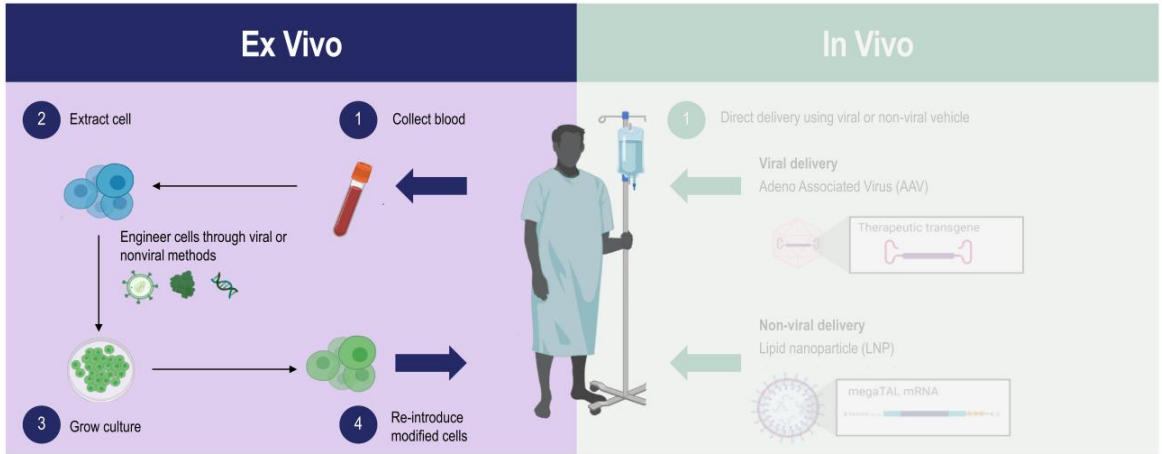 Ex Vivo
In Vivo
2
Extract cell
1
Collect blood
Engineer cells through viral or
nonviral methods
3
Grow culture
4
Re-introduce
modified cells
1
Direct delivery using viral or non-viral vehicle
Viral delivery
Adeno Associated Virus (AAV)
Therapeutic transgene
Non-viral delivery
Lipid nanoparticle (LNP)
megaTAL mRNA